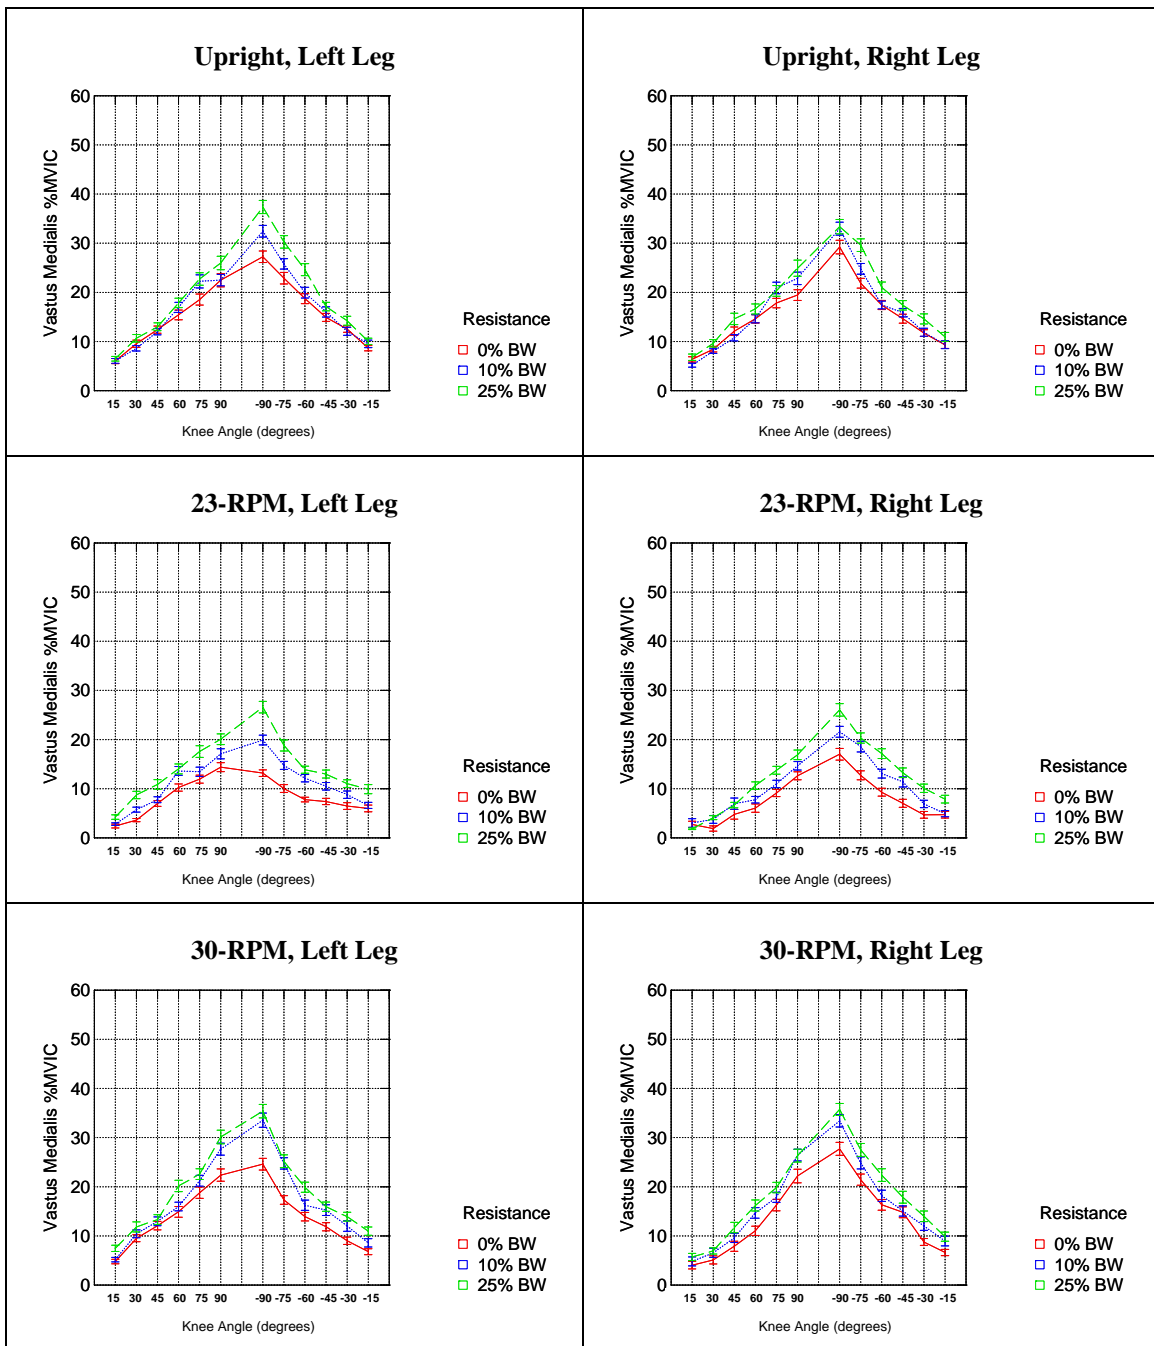 Upright, Left Leg
60
50
40
30
20
10
0
Vastus Medialis %MVIC
15 30 45 60 75 90 -90 -75 -60 -45 -30 -15
Knee Angle (degrees)
Resistance
0% BW
10% BW
25% BW
Upright, Right Leg
60
50
40
30
20
10
0
Vastus Medialis %MVIC
15 30 45 60 75 90 -90 -75 -60 -45 -30 -15
Knee Angle (degrees)
Resistance
0% BW
10% BW
25% BW
23-RPM, Left Leg
60
50
40
30
20
10
0
Vastus Medialis %MVIC
15 30 45 60 75 90 -90 -75 -60 -45 -30 -15
Knee Angle (degrees)
Resistance
0% BW
10% BW
25% BW
23-RPM, Right Leg
60
50
40
30
20
10
0
Vastus Medialis %MVIC
15 30 45 60 75 90 -90 -75 -60 -45 -30 -15
Knee Angle (degrees)
Resistance
0% BW
10% BW
25% BW
30-RPM, Left Leg
60
50
40
30
20
10
0
Vastus Medialis %MVIC
15 30 45 60 75 90 -90 -75 -60 -45 -30 -15
Knee Angle (degrees)
Resistance
0% BW
10% BW
25% BW
30-RPM, Right Leg
60
50
40
30
20
10
0
Vastus Medialis %MVIC
15 30 45 60 75 90 -90 -75 -60 -45 -30 -15
Knee Angle (degrees)
Resistance
0% BW
10% BW
25% BW